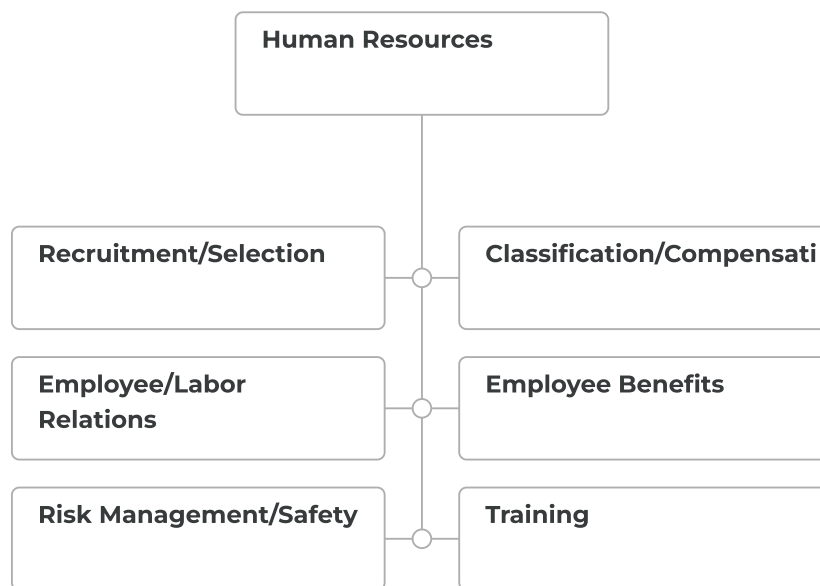 Human Resources
Recruitment/Selection
Classification/Compensati
Employee/Labor
Relations
Employee Benefits
Risk Management/Safety
Training